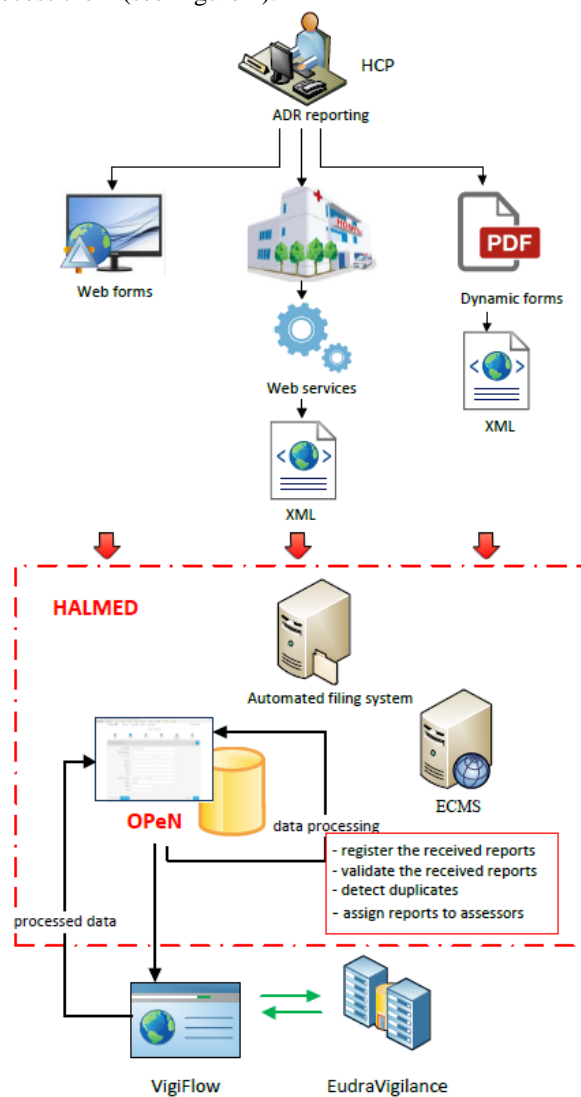 HCP
ADR reporting
HOSPITAL
PDF
Web forms
Dynamic forms
Web services
XML
XML
HALMED
Automated filing system
ECMS
OPeN
data processing
- register the received reports
- validate the received reports
- detect duplicates
- assign reports to assessors
processed data
VigiFlow
EudraVigilance